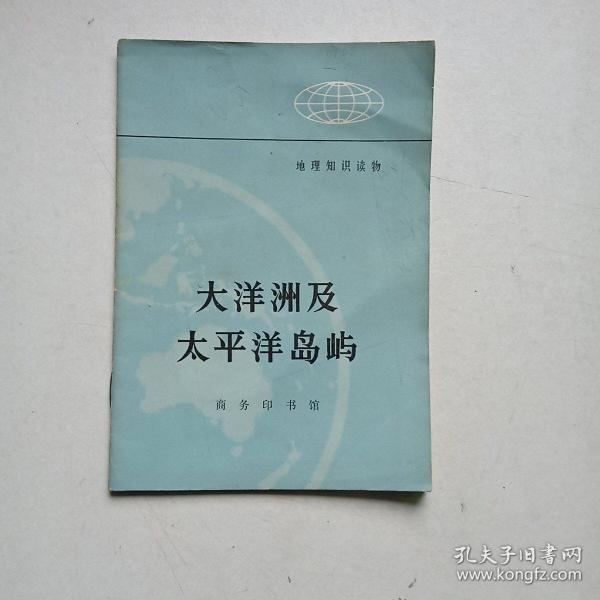 地理知识读物
大洋洲及
太平洋岛屿
商务印书馆
孔夫子旧书网
www.kongfz.com